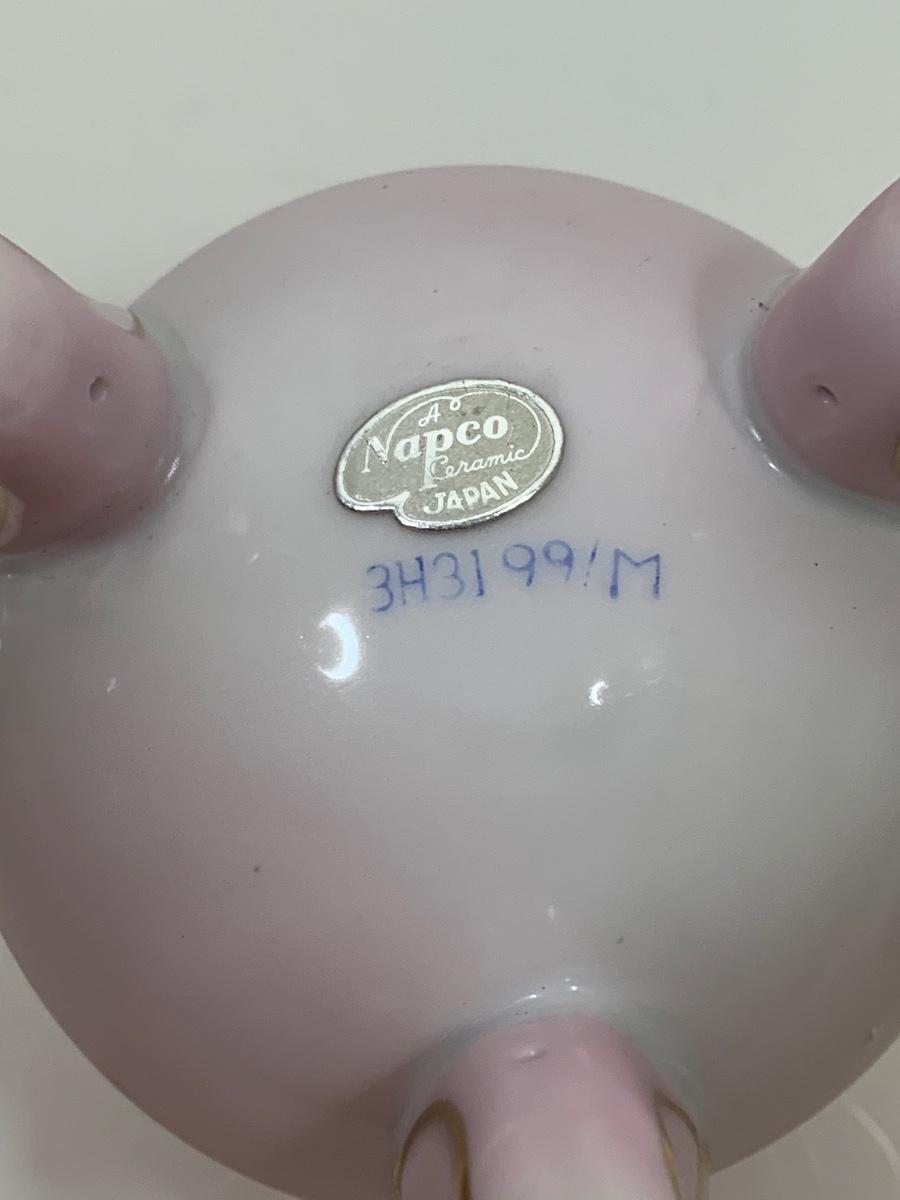 A
Napco
Ceramic
JAPAN
3H3199/M